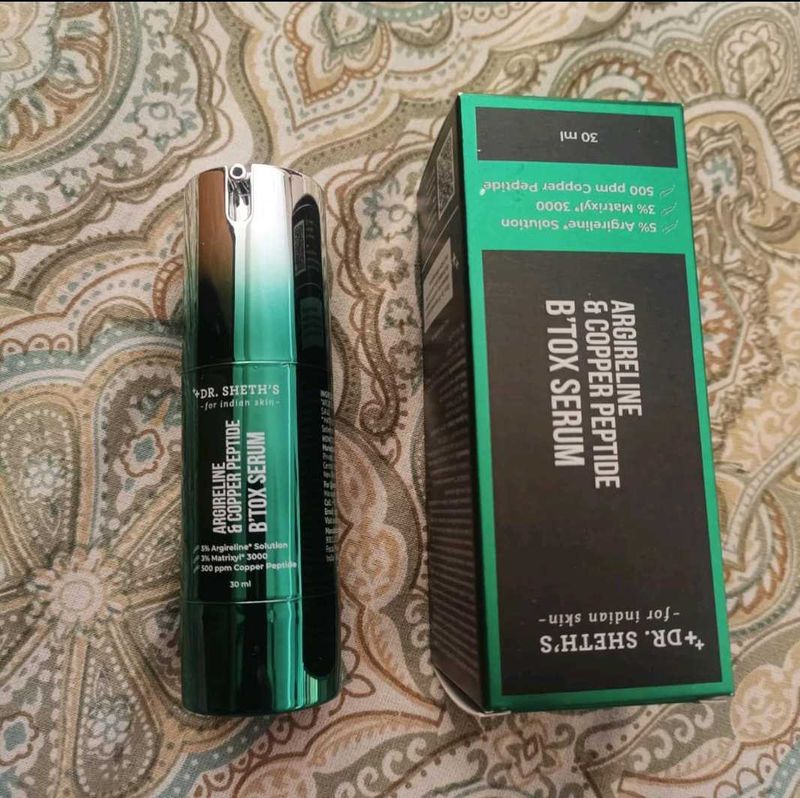 ++DR. SHETH'S
-for indian skin-
ARGIRELINE
& COPPER PEPTIDE
B'TOX SERUM
5% Argireline® Solution
3% Matrixyl® 3000
500 ppm Copper Peptide
30 ml
30 ml
5% Argireline® Solution
3% Matrixyl® 3000
500 ppm Copper Peptide
ARGIRELINE
& COPPER PEPTIDE
B'TOX SERUM
++DR. SHETH'S
-for indian skin-